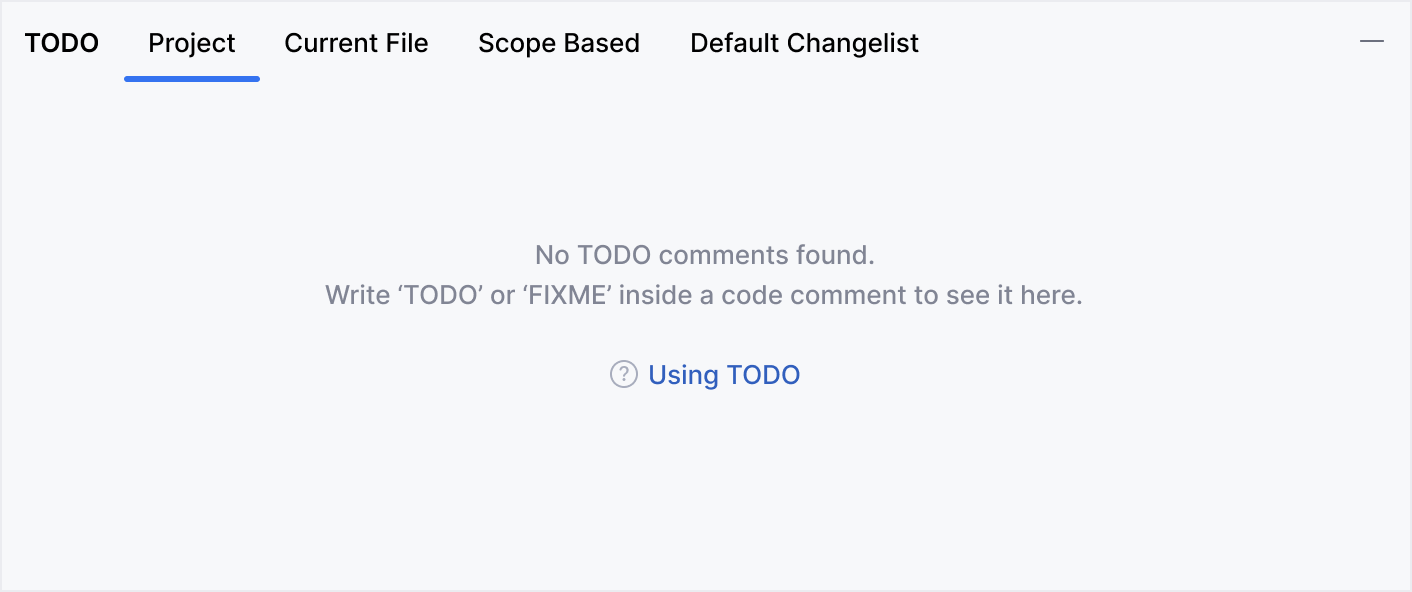 TODO Project Current File Scope Based Default Changelist
No TODO comments found.
Write ‘TODO’ or ‘FIXME’ inside a code comment to see it here.
? Using TODO